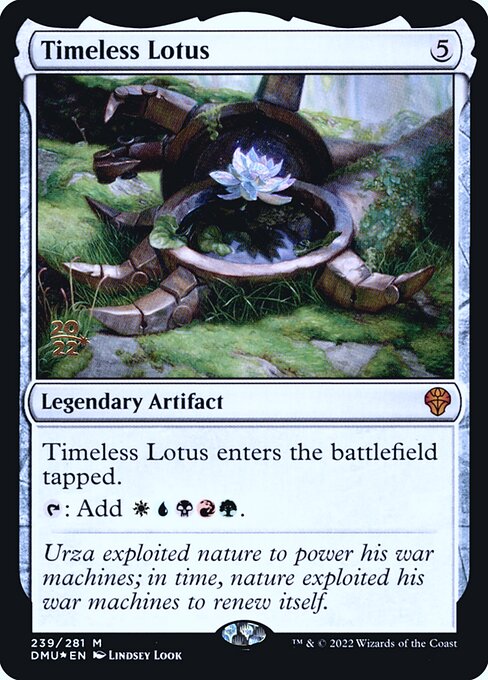 Timeless Lotus 5
20
22
Legendary Artifact
Timeless Lotus enters the battlefield
tapped.
: Add .
Urza exploited nature to power his war
machines; in time, nature exploited his
war machines to renew itself.
239/281 M
DMU★EN Lindsey Look
™ & © 2022 Wizards of the Coast